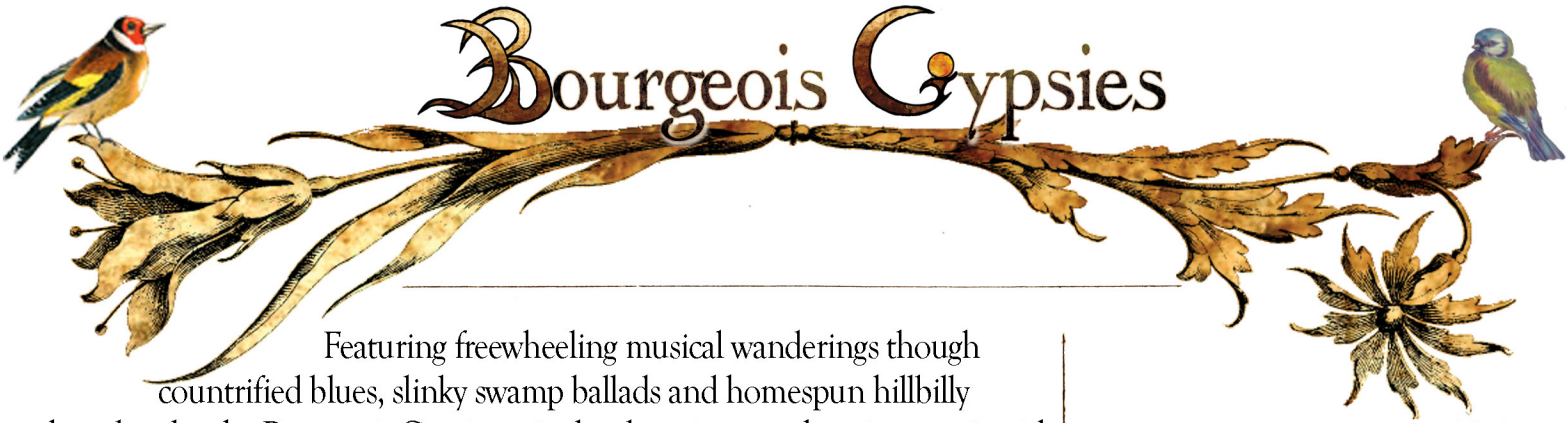 Bourgeois Gypsies
Featuring freewheeling musical wanderings though
countrified blues, slinky swamp ballads and homespun hillbilly